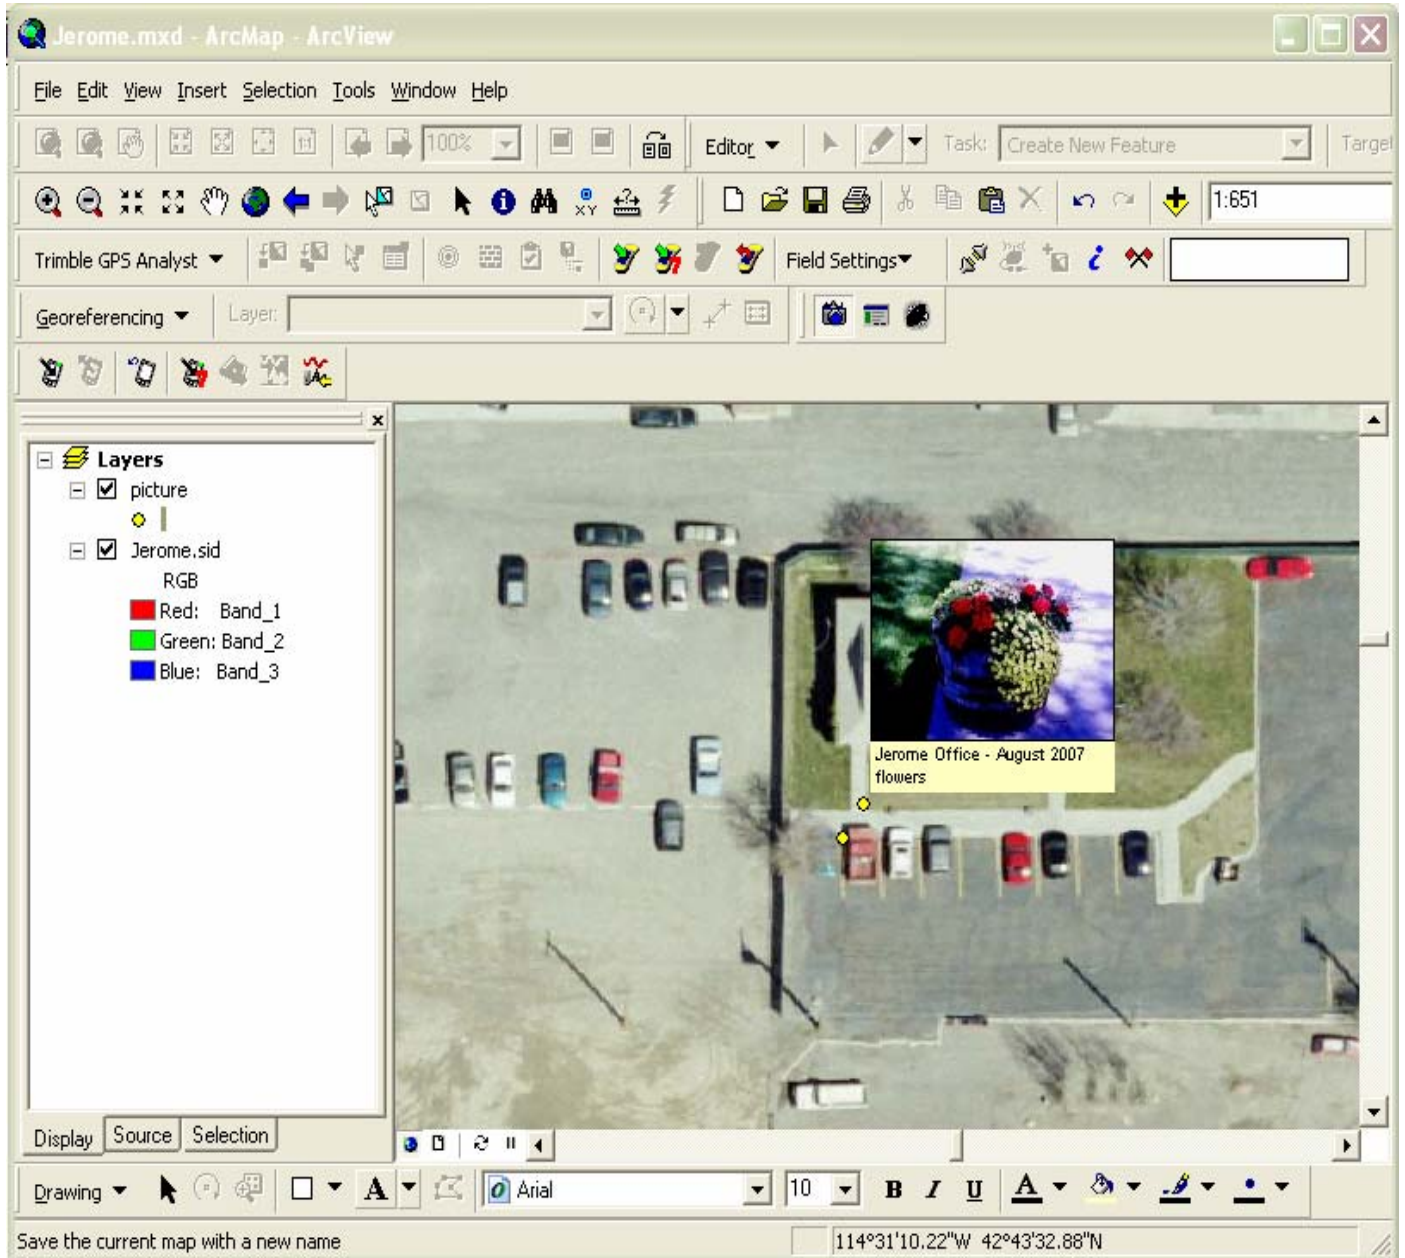 Jerome.mxd - ArcMap - ArcView
File Edit View Insert Selection Tools Window Help
100% Editor Task: Create New Feature Target
XY 1:651
Trimble GPS Analyst Field Settings
Georeferencing Layer:
Layers
picture
Jerome.sid
RGB
Red: Band_1
Green: Band_2
Blue: Band_3
Jerome Office - August 2007
flowers
Display Source Selection
Drawing A Arial 10 B I U A
Save the current map with a new name 114°31'10.22"W 42°43'32.88"N